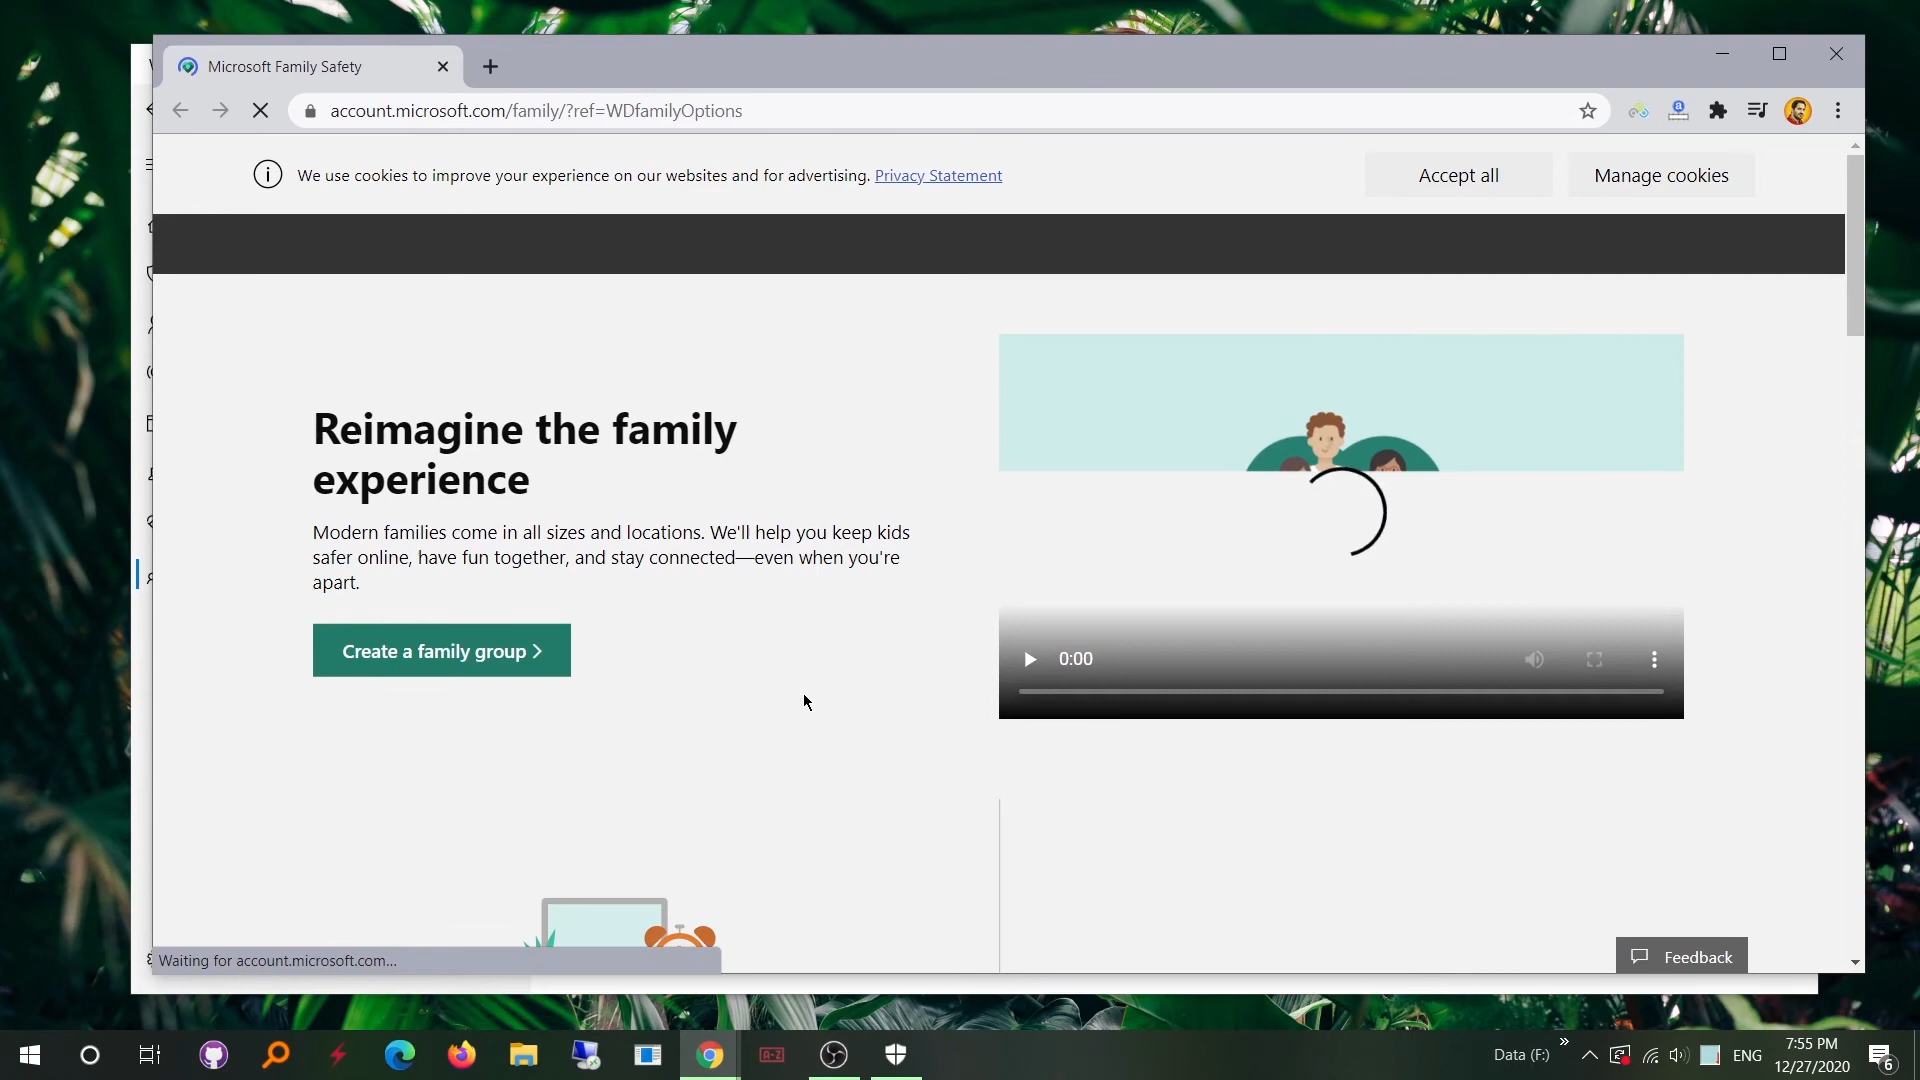 Microsoft Family Safety
account.microsoft.com/family/?ref=WDfamilyOptions
We use cookies to improve your experience on our websites and for advertising. Privacy Statement
Accept all
Manage cookies
Reimagine the family
experience
Modern families come in all sizes and locations. We'll help you keep kids
safer online, have fun together, and stay connected—even when you're
apart.
Create a family group
0:00
Feedback
Waiting for account.microsoft.com...
A-Z
Data (F:)
ENG
7:55 PM
12/27/2020
6